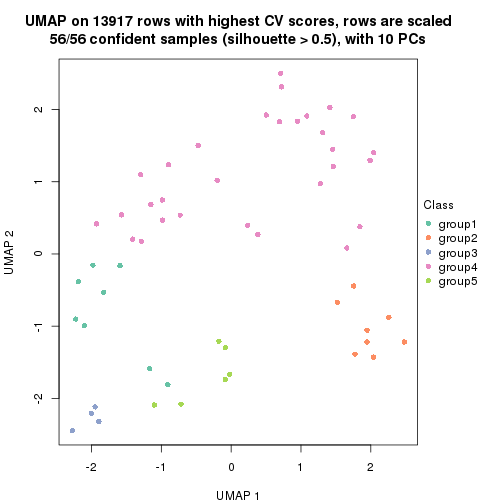 UMAP on 13917 rows with highest CV scores, rows are scaled
56/56 confident samples (silhouette > 0.5), with 10 PCs
2
1
0
-1
-2
UMAP 2
-2
-1
0
1
2
UMAP 1
Class
group1
group2
group3
group4
group5